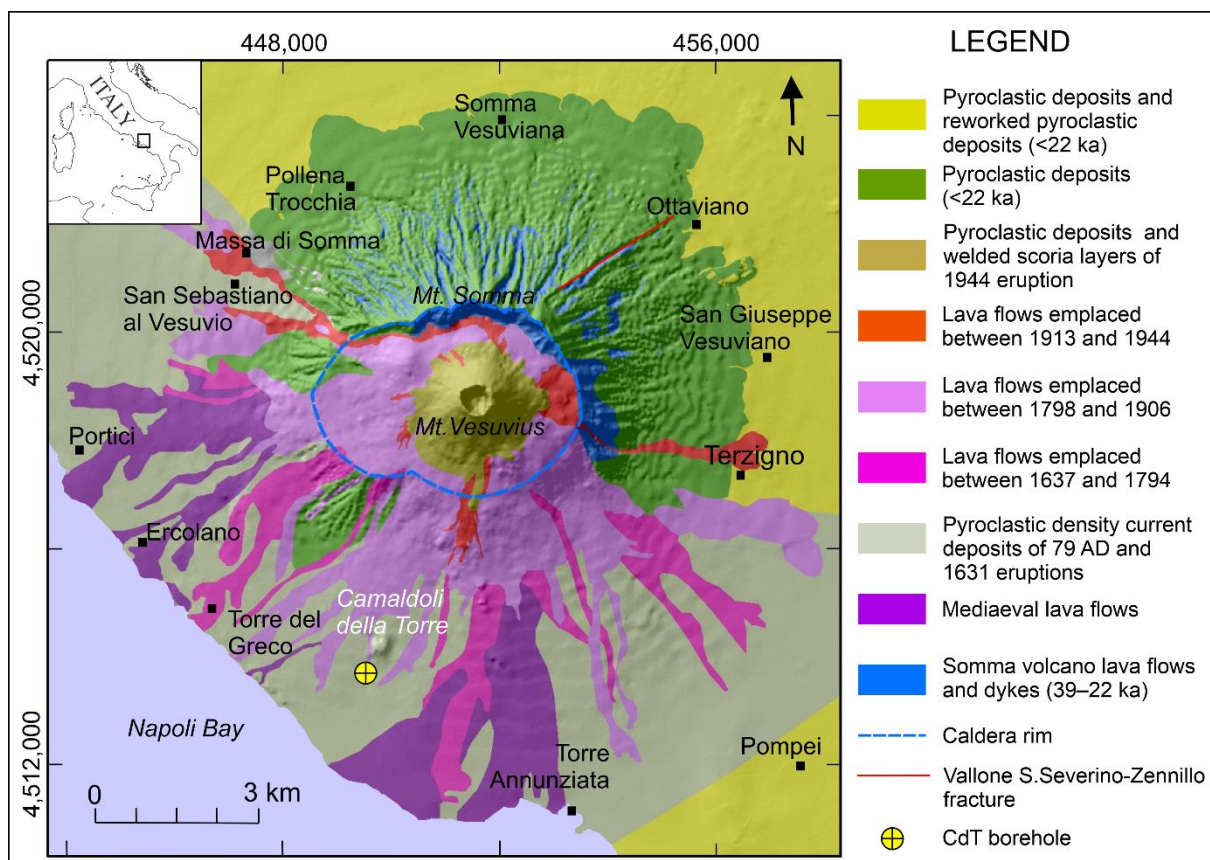 448,000
456,000
ITALY
N
Somma
Vesuviana
Pollena
Trocchia
Ottaviano
Massa di Somma
San Sebastiano
al Vesuvio
Mt. Somma
San Giuseppe
Vesuviano
4,520,000
Mt. Vesuvius
Portici
Terzigno
Ercolano
Camaldoli
della Torre
Torre del
Greco
4,512,000
Napoli Bay
Torre
Annunziata
Pompei
0
3 km
LEGEND
Pyroclastic deposits and
reworked pyroclastic
deposits (<22 ka)
Pyroclastic deposits
(<22 ka)
Pyroclastic deposits and
welded scoria layers of
1944 eruption
Lava flows emplaced
between 1913 and 1944
Lava flows emplaced
between 1798 and 1906
Lava flows emplaced
between 1637 and 1794
Pyroclastic density current
deposits of 79 AD and
1631 eruptions
Mediaeval lava flows
Somma volcano lava flows
and dykes (39–22 ka)
Caldera rim
Vallone S.Severino-Zennillo
fracture
CdT borehole